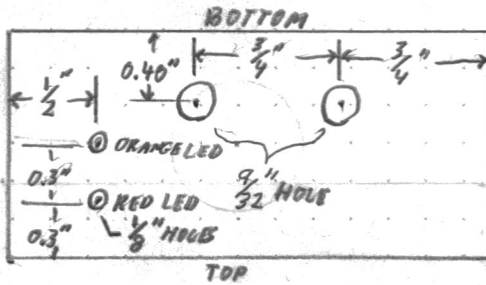 BOTTOM
3/4" 3/4"
0.40"
1/2"
ORANGE LED
0.3"
9/32" HOLE
RED LED
1/8" HOLES
0.3"
TOP